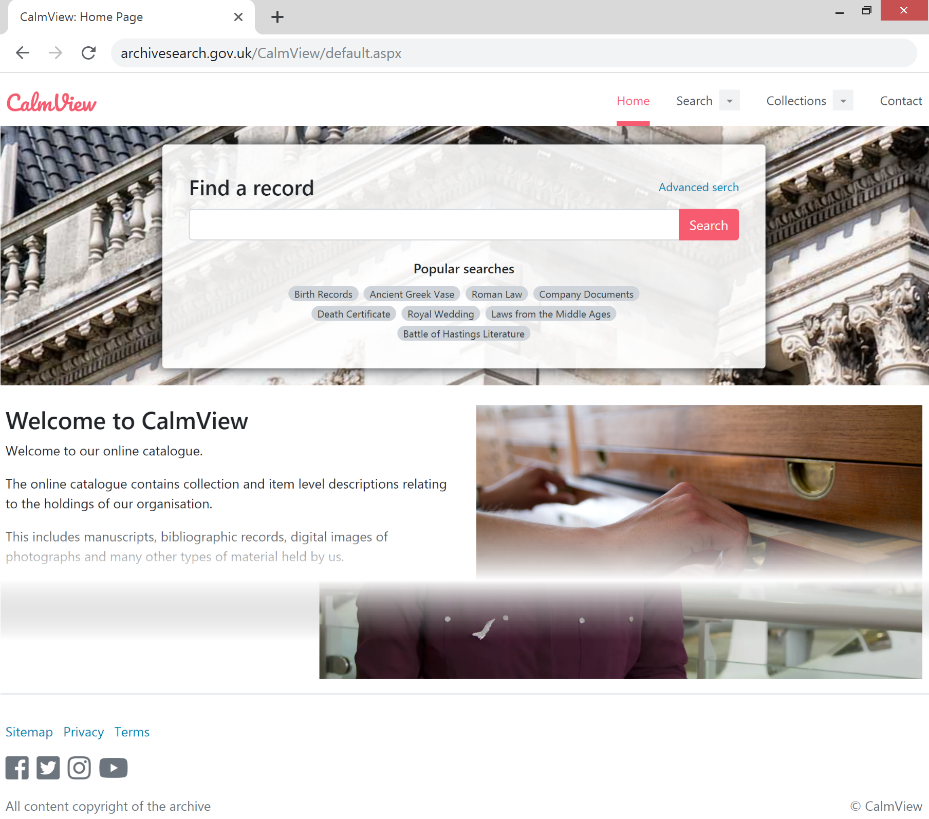 CalmView: Home Page
archivesearch.gov.uk/CalmView/default.aspx
CalmView
Home Search Collections Contact
Find a record
Advanced serch
Search
Popular searches
Birth Records Ancient Greek Vase Roman Law Company Documents
Death Certificate Royal Wedding Laws from the Middle Ages
Battle of Hastings Literature
Welcome to CalmView
Welcome to our online catalogue.
The online catalogue contains collection and item level descriptions relating
to the holdings of our organisation.
This includes manuscripts, bibliographic records, digital images of
photographs and many other types of material held by us.
Sitemap Privacy Terms
All content copyright of the archive
© CalmView